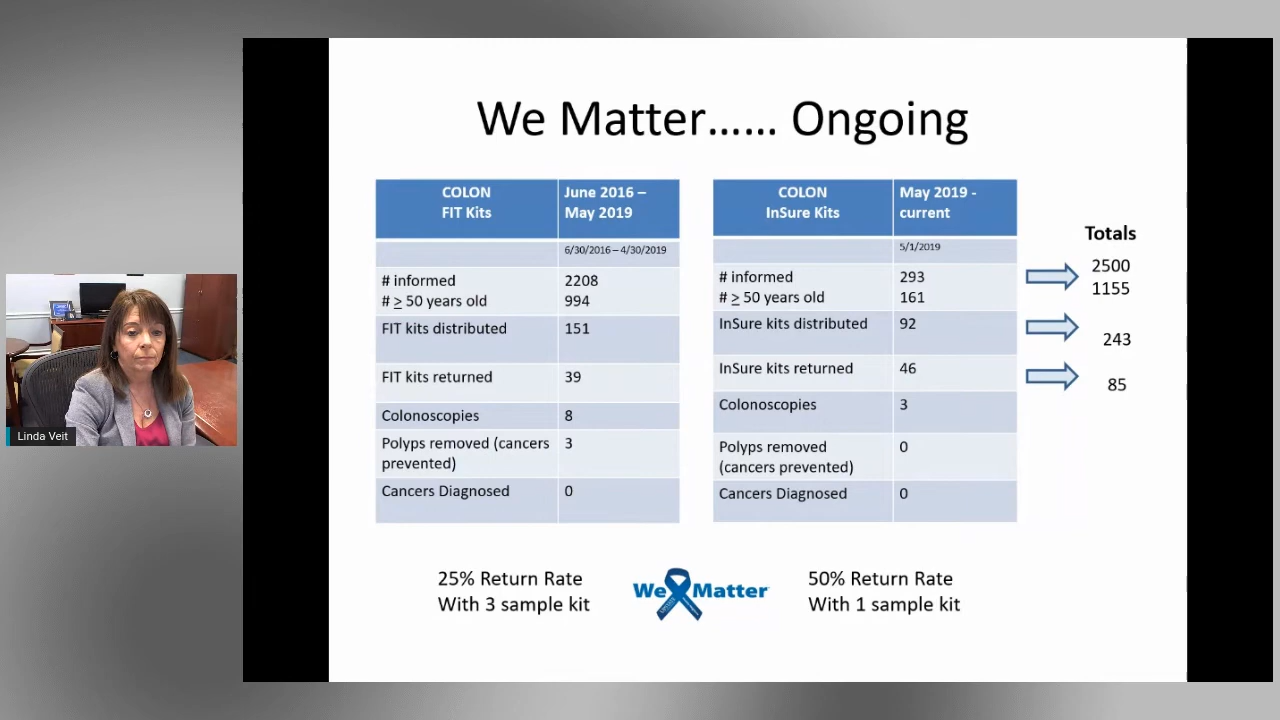 We Matter...... Ongoing
COLON
FIT Kits
June 2016 –
May 2019
6/30/2016 – 4/30/2019
# informed
# ≥ 50 years old
2208
994
FIT kits distributed
151
FIT kits returned
39
Colonoscopies
8
Polyps removed (cancers
prevented)
3
Cancers Diagnosed
0
COLON
InSure Kits
May 2019 -
current
5/1/2019
# informed
# ≥ 50 years old
293
161
InSure kits distributed
92
InSure kits returned
46
Colonoscopies
3
Polyps removed
(cancers prevented)
0
Cancers Diagnosed
0
Totals
2500
1155
243
85
25% Return Rate
With 3 sample kit
We Matter
50% Return Rate
With 1 sample kit
Linda Veit